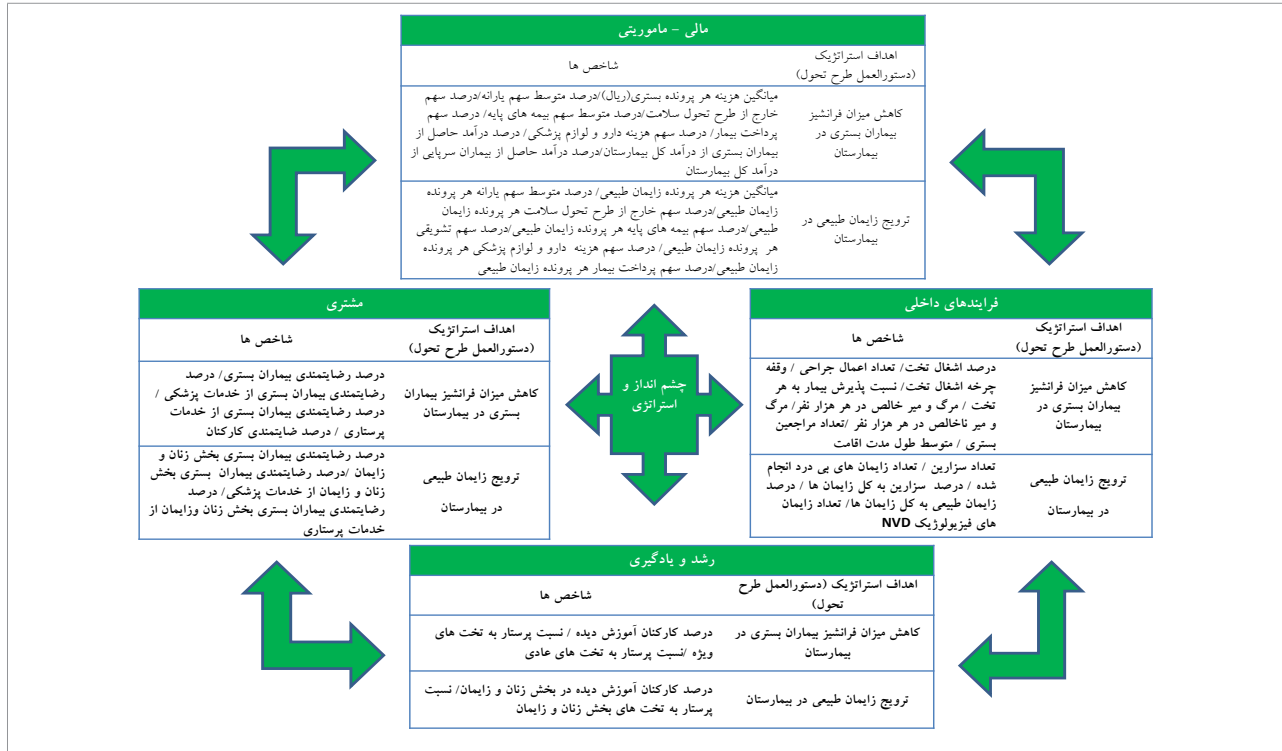 مالی – ماموریتی
اهداف استراتژیک
(دستورالعمل طرح تحول)
شاخص ها
کاهش میزان فرانشیز
بیماران بستری در
بیمارستان
میانگین هزینه هر پرونده بستری(ریال)/درصد متوسط سهم یارانه/درصد سهم
خارج از طرح تحول سلامت/درصد متوسط سهم بیمه های پایه/ درصد سهم
پرداخت بیمار/ درصد سهم هزینه دارو و لوازم پزشکی/ درصد درآمد حاصل از
بیماران بستری از درآمد کل بیمارستان/درصد درآمد حاصل از بیماران سرپایی از
درآمد کل بیمارستان
ترویج زایمان طبیعی در
بیمارستان
میانگین هزینه هر پرونده زایمان طبیعی/ درصد متوسط سهم یارانه هر پرونده
زایمان طبیعی/درصد سهم خارج از طرح تحول سلامت هر پرونده زایمان
طبیعی/درصد سهم بیمه های پایه هر پرونده زایمان طبیعی/درصد سهم تشویقی
هر پرونده زایمان طبیعی/ درصد سهم هزینه دارو و لوازم پزشکی هر پرونده
زایمان طبیعی/درصد سهم پرداخت بیمار هر پرونده زایمان طبیعی
فرایندهای داخلی
اهداف استراتژیک
(دستورالعمل طرح تحول)
شاخص ها
کاهش میزان فرانشیز
بیماران بستری در
بیمارستان
درصد اشغال تخت/ تعداد اعمال جراحی / وقفه
چرخه اشغال تخت/ نسبت پذیرش بیمار به هر
تخت / مرگ و میر خالص در هر هزار نفر/ مرگ
و میر ناخالص در هر هزار نفر /تعداد مراجعین
بستری / متوسط طول مدت اقامت
ترویج زایمان طبیعی
در بیمارستان
تعداد سزارین / تعداد زایمان های بی درد انجام
شده / درصد سزارین به کل زایمان ها / درصد
زایمان طبیعی به کل زایمان ها/ تعداد زایمان
های فیزیولوژیک NVD
چشم انداز و
استراتژی
مشتری
اهداف استراتژیک
(دستورالعمل طرح تحول)
شاخص ها
کاهش میزان فرانشیز بیماران
بستری در بیمارستان
درصد رضایتمندی بیماران بستری/ درصد
رضایتمندی بیماران بستری از خدمات پزشکی /
درصد رضایتمندی بیماران بستری از خدمات
پرستاری / درصد ضایتمندی کارکنان
ترویج زایمان طبیعی
در بیمارستان
درصد رضایتمندی بیماران بستری بخش زنان و
زایمان /درصد رضایتمندی بیماران بستری بخش
زنان و زایمان از خدمات پزشکی/ درصد
رضایتمندی بیماران بستری بخش زنان وزایمان از
خدمات پرستاری
رشد و یادگیری
اهداف استراتژیک (دستورالعمل طرح
تحول)
شاخص ها
کاهش میزان فرانشیز بیماران بستری در
بیمارستان
درصد کارکنان آموزش دیده / نسبت پرستار به تخت های
ویژه /نسبت پرستار به تخت های عادی
ترویج زایمان طبیعی در بیمارستان
درصد کارکنان آموزش دیده در بخش زنان و زایمان/ نسبت
پرستار به تخت های بخش زنان و زایمان